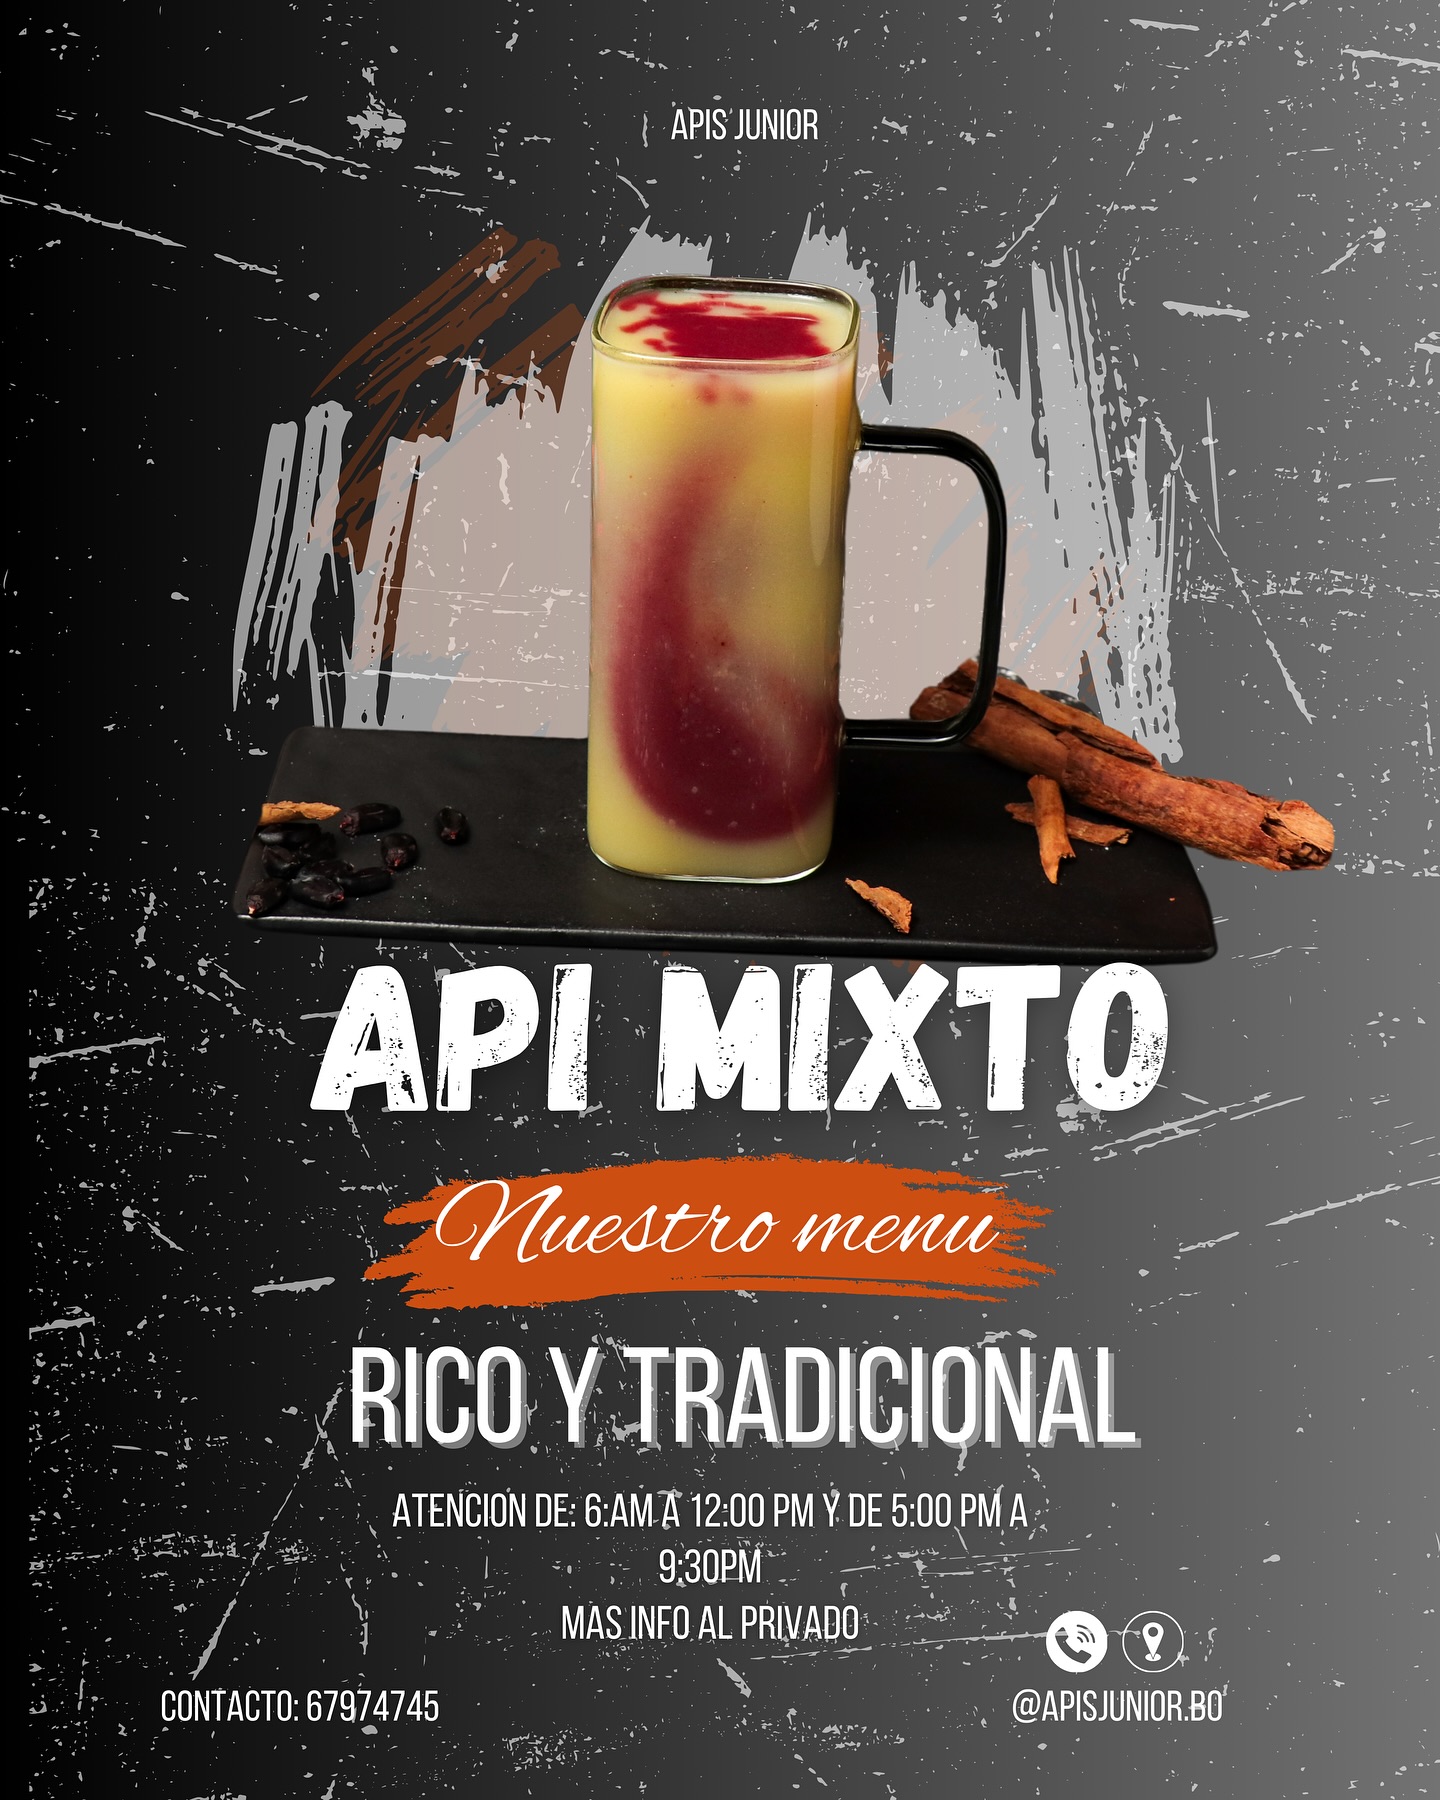 APIS JUNIOR
API MIXTO
Nuestro menu
RICO Y TRADICIONAL
ATENCION DE: 6:AM A 12:00 PM Y DE 5:00 PM A
9:30PM
MAS INFO AL PRIVADO
CONTACTO: 67974745
@APISJUNIOR.BO